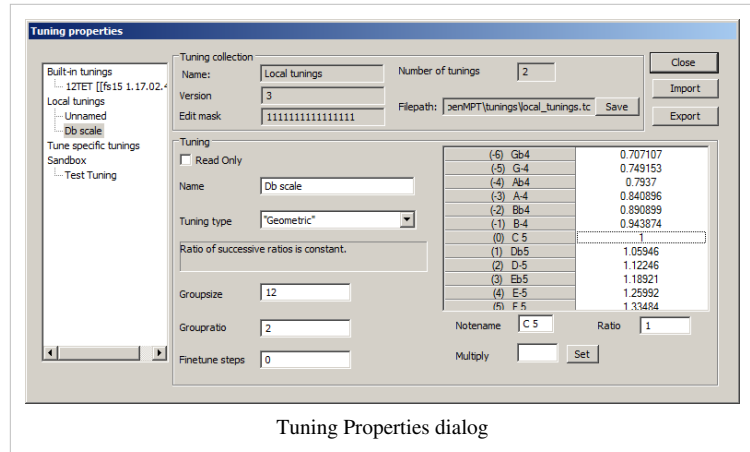 Tuning properties
Built-in tunings
12TET [[fs15 1.17.02.4
Local tunings
Unnamed
Db scale
Tune specific tunings
Sandbox
Test Tuning
Tuning collection
Name: Local tunings
Number of tunings 2
Version 3
Edit mask 1111111111111111
Filepath: penMPT\tunings\local_tunings.tc Save
Close
Import
Export
Tuning
Read Only
Name Db scale
Tuning type "Geometric"
Ratio of successive ratios is constant.
Groupsize 12
Groupratio 2
Finetune steps 0
(-6) Gb4 0.707107
(-5) G-4 0.749153
(-4) Ab4 0.7937
(-3) A-4 0.840896
(-2) Bb4 0.890899
(-1) B-4 0.943874
(0) C 5 1
(1) Db5 1.05946
(2) D-5 1.12246
(3) Eb5 1.18921
(4) E-5 1.25992
(5) F 5 1.33484
Notename C 5 Ratio 1
Multiply Set
Tuning Properties dialog